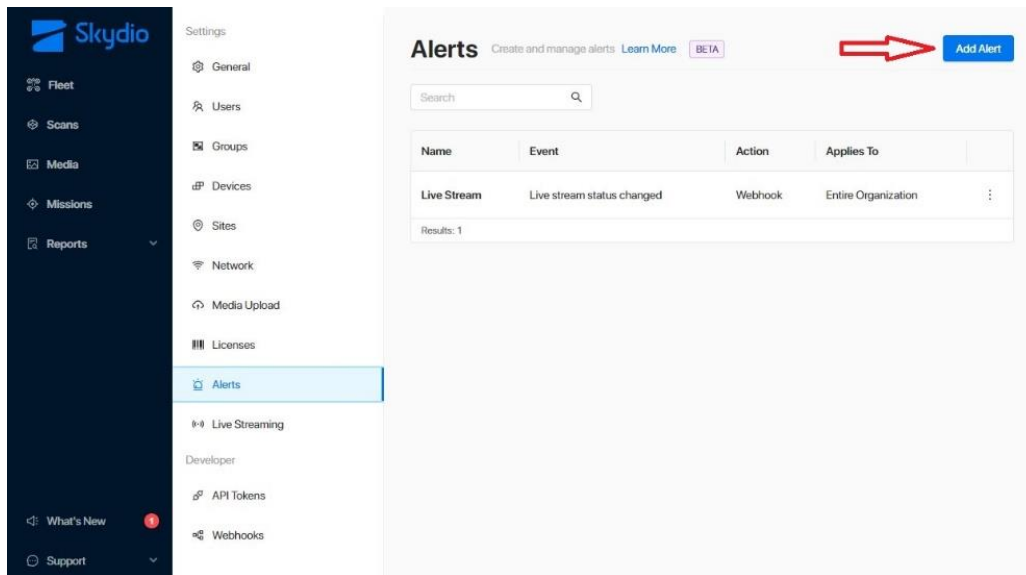 Skydio
Fleet
Scans
Media
Missions
Reports
What's New
1
Support
Settings
General
Users
Groups
Devices
Sites
Network
Media Upload
Licenses
Alerts
Live Streaming
Developer
API Tokens
Webhooks
Alerts Create and manage alerts Learn More BETA
Add Alert
Search
Name Event Action Applies To
Live Stream Live stream status changed Webhook Entire Organization
Results: 1